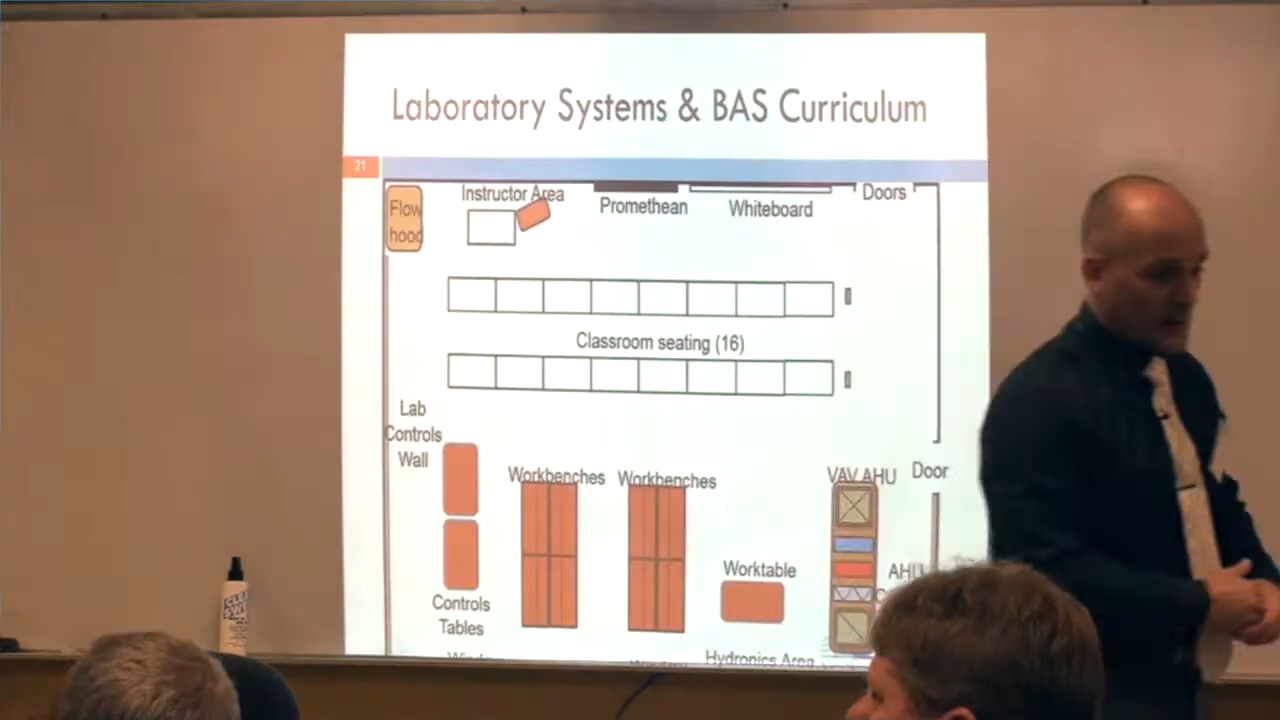 Laboratory Systems & BAS Curriculum
21
Instructor Area
Doors
Flow
hood
Promethean
Whiteboard
Classroom seating (16)
Lab
Controls
Wall
Workbenches
Workbenches
VAV AHU
Door
Worktable
AHU
Controls
Tables
Hydronics Area